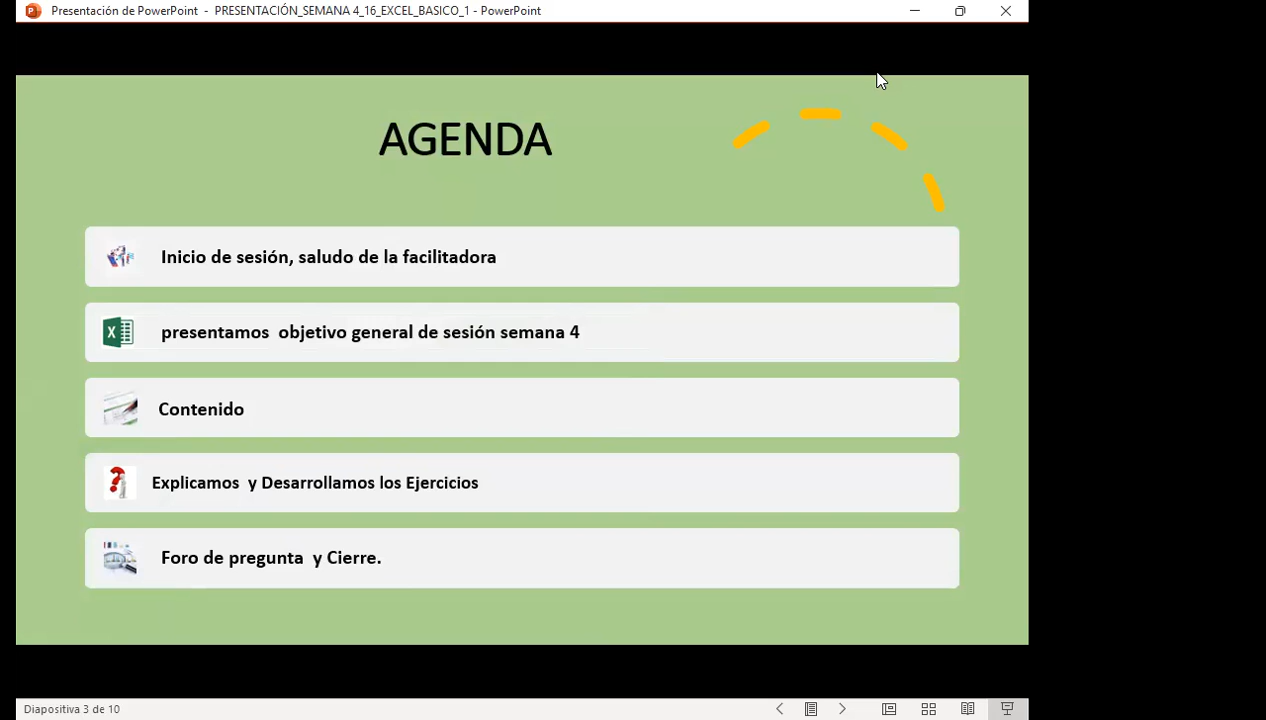 Presentación de PowerPoint - PRESENTACIÓN_SEMANA 4_16_EXCEL_BASICO_1 - PowerPoint
AGENDA
Inicio de sesión, saludo de la facilitadora
presentamos objetivo general de sesión semana 4
Contenido
Explicamos y Desarrollamos los Ejercicios
Foro de pregunta y Cierre.
Diapositiva 3 de 10